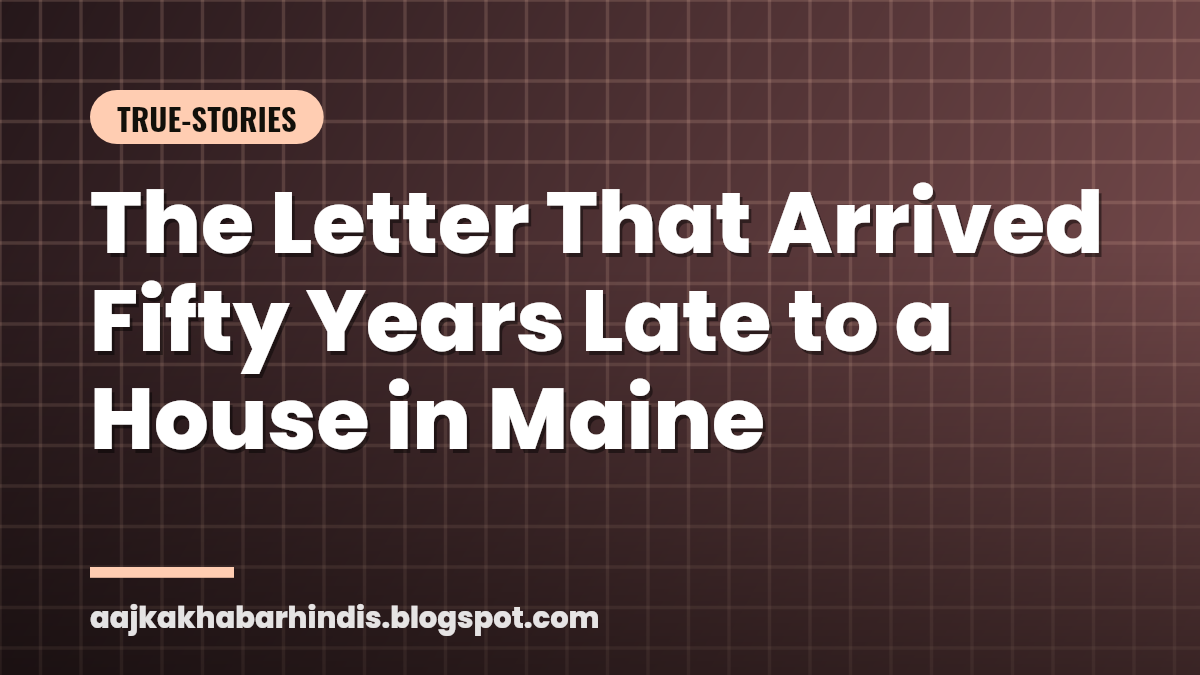 TRUE-STORIES
The Letter That Arrived
Fifty Years Late to a
House in Maine
aajkakhabarhindis.blogspot.com